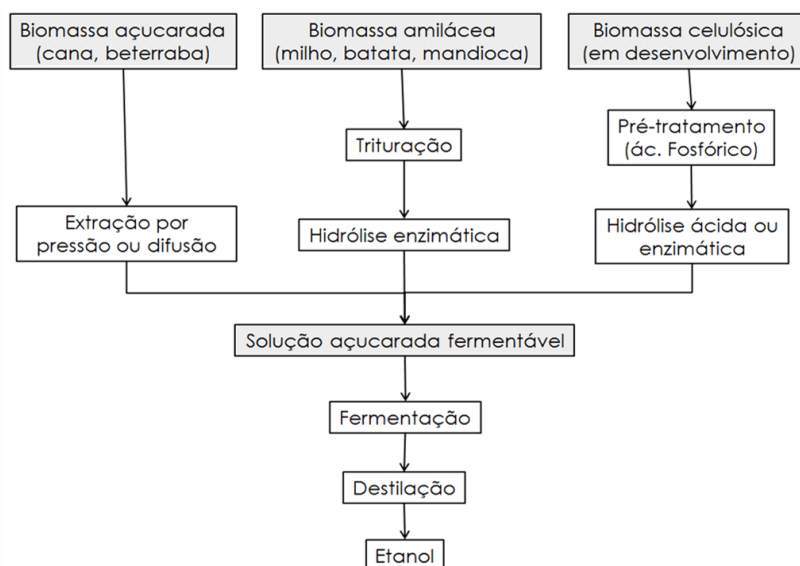 Biomassa açucarada
(cana, beterraba)
Biomassa amilácea
(milho, batata, mandioca)
Biomassa celulósica
(em desenvolvimento)
Trituração
Pré-tratamento
(ác. Fosfórico)
Extração por
pressão ou difusão
Hidrólise enzimática
Hidrólise ácida ou
enzimática
Solução açucarada fermentável
Fermentação
Destilação
Etanol